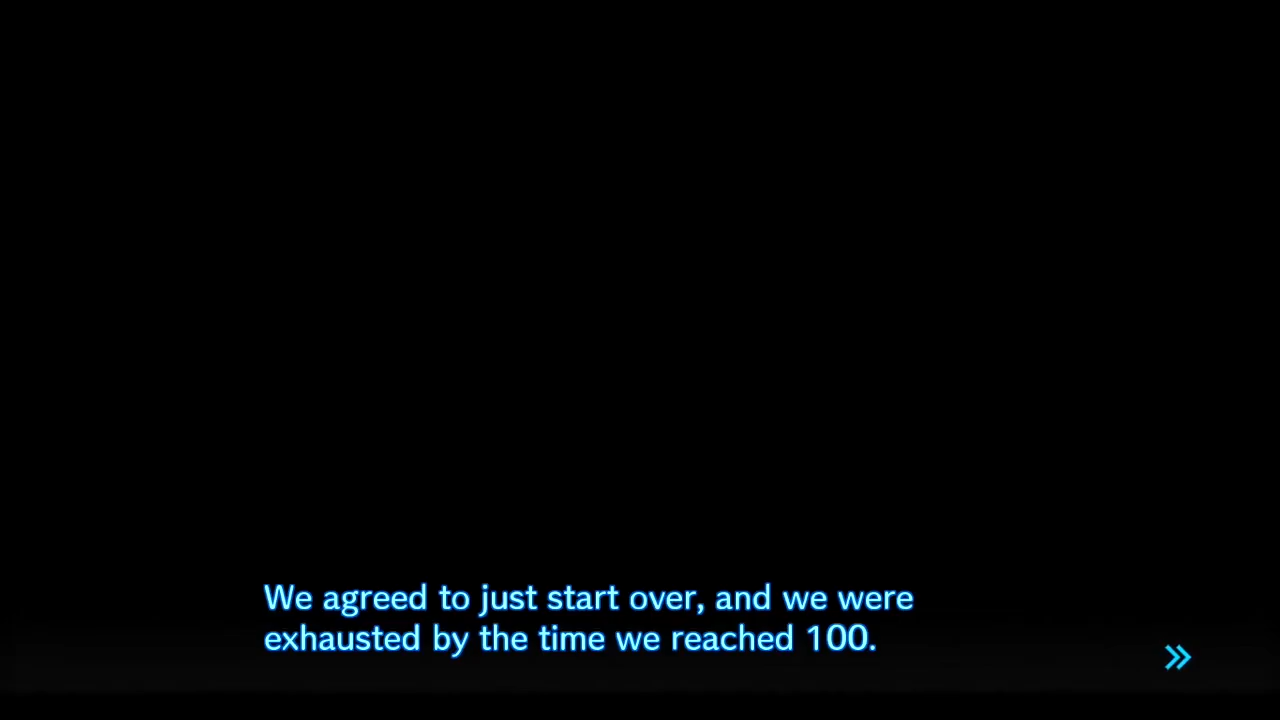 We agreed to just start over, and we were
exhausted by the time we reached 100.